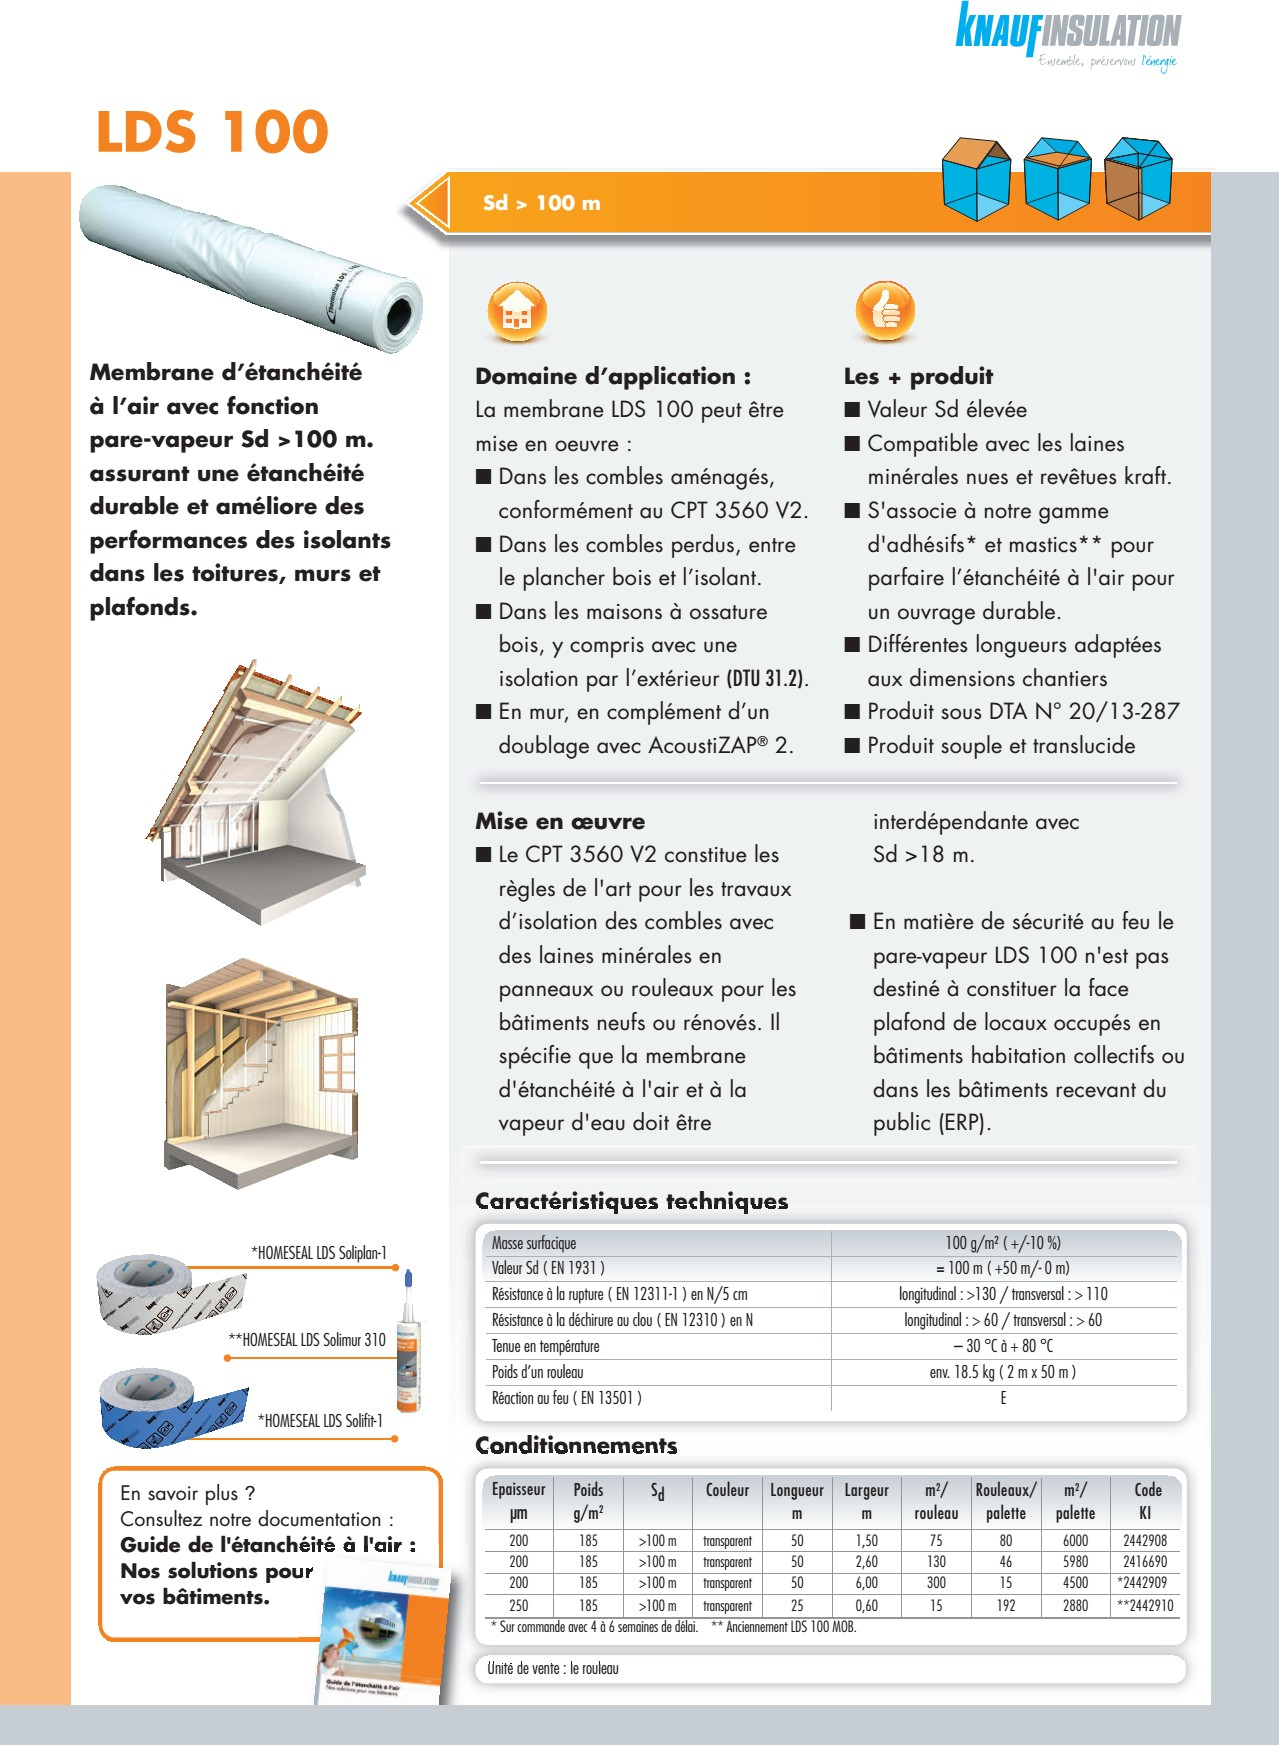 KNAUFINSULATION
Ensemble, préservons l'énergie
LDS 100
Sd > 100 m
Membrane d'étanchéité
à l'air avec fonction
pare-vapeur Sd >100 m.
assurant une étanchéité
durable et améliore des
performances des isolants
dans les toitures, murs et
plafonds.
Domaine d'application :
La membrane LDS 100 peut être
mise en oeuvre :
■ Dans les combles aménagés,
conformément au CPT 3560 V2.
■ Dans les combles perdus, entre
le plancher bois et l'isolant.
■ Dans les maisons à ossature
bois, y compris avec une
isolation par l'extérieur (DTU 31.2).
■ En mur, en complément d'un
doublage avec AcoustiZAP® 2.
Les + produit
■ Valeur Sd élevée
■ Compatible avec les laines
minérales nues et revêtues kraft.
■ S'associe à notre gamme
d'adhésifs* et mastics** pour
parfaire l'étanchéité à l'air pour
un ouvrage durable.
■ Différentes longueurs adaptées
aux dimensions chantiers
■ Produit sous DTA N° 20/13-287
■ Produit souple et translucide
Mise en œuvre
■ Le CPT 3560 V2 constitue les
règles de l'art pour les travaux
d'isolation des combles avec
des laines minérales en
panneaux ou rouleaux pour les
bâtiments neufs ou rénovés. Il
spécifie que la membrane
d'étanchéité à l'air et à la
vapeur d'eau doit être
interdépendante avec
Sd >18 m.
■ En matière de sécurité au feu le
pare-vapeur LDS 100 n'est pas
destiné à constituer la face
plafond de locaux occupés en
bâtiments habitation collectifs ou
dans les bâtiments recevant du
public (ERP).
*HOMESEAL LDS Soliplan-1
**HOMESEAL LDS Solimur 310
*HOMESEAL LDS Solifit-1
En savoir plus ?
Consultez notre documentation :
Guide de l'étanchéité à l'air :
Nos solutions pour
vos bâtiments.
KNAUFINSULATION
Guide de l'étanchéité à l'air
Nos solutions pour vos bâtiments
Caractéristiques techniques
Masse surfacique 100 g/m² ( +/-10 %)
Valeur Sd ( EN 1931 ) = 100 m ( +50 m/- 0 m)
Résistance à la rupture ( EN 12311-1 ) en N/5 cm longitudinal : >130 / transversal : > 110
Résistance à la déchirure au clou ( EN 12310 ) en N longitudinal : > 60 / transversal : > 60
Tenue en température – 30 °C à + 80 °C
Poids d'un rouleau env. 18.5 kg ( 2 m x 50 m )
Réaction au feu ( EN 13501 ) E
Conditionnements
Epaisseur Poids Sd Couleur Longueur Largeur m²/ Rouleaux/ m²/ Code
µm g/m² m m rouleau palette palette KI
200 185 >100 m transparent 50 1,50 75 80 6000 2442908
200 185 >100 m transparent 50 2,60 130 46 5980 2416690
200 185 >100 m transparent 50 6,00 300 15 4500 *2442909
250 185 >100 m transparent 25 0,60 15 192 2880 **2442910
* Sur commande avec 4 à 6 semaines de délai. ** Anciennement LDS 100 MOB.
Unité de vente : le rouleau